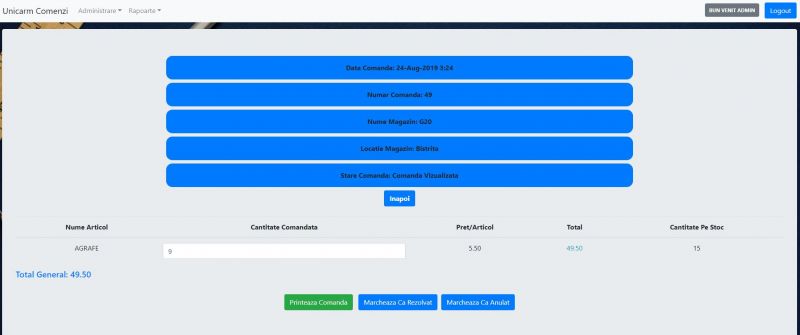 Unicarm Comenzi Administrare Rapoarte BUN VENIT ADMIN Logout
Data Comanda: 24-Aug-2019 3:24
Numar Comanda: 49
Nume Magazin: G20
Locatie Magazin: Bistrita
Stare Comanda: Comanda Vizualizata
Inapoi
Nume Articol Cantitate Comandata Pret/Articol Total Cantitate Pe Stoc
AGRAFE 9 5.50 49.50 15
Total General: 49.50
Printeaza Comanda Marcheaza Ca Rezolvat Marcheaza Ca Anulat